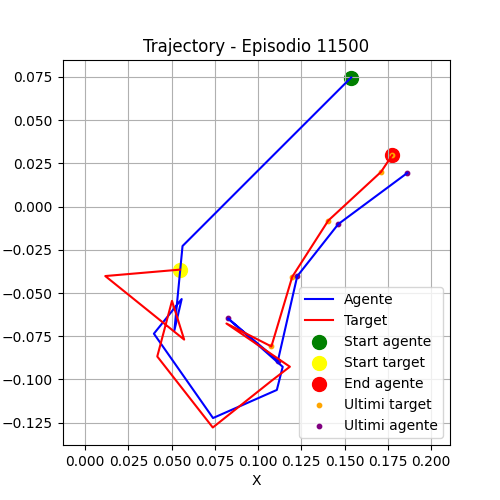 Trajectory - Episodio 11500
0.075
0.050
0.025
0.000
−0.025
−0.050
−0.075
−0.100
−0.125
Agente
Target
Start agente
Start target
End agente
Ultimi target
Ultimi agente
0.000 0.025 0.050 0.075 0.100 0.125 0.150 0.175 0.200
X